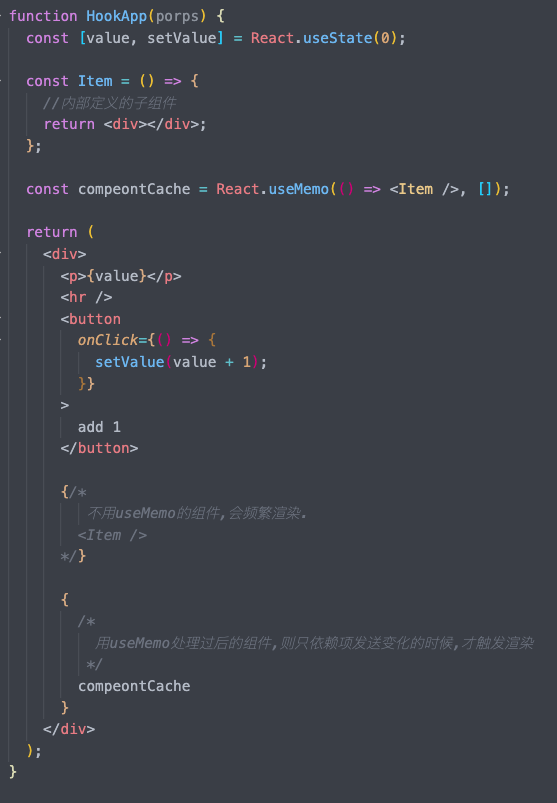 function HookApp(porps) {
const [value, setValue] = React.useState(0);
const Item = () => {
//内部定义的子组件
return <div></div>;
};
const compeontCache = React.useMemo(() => <Item />, []);
return (
<div>
<p>{value}</p>
<hr />
<button
onClick={() => {
setValue(value + 1);
}}
>
add 1
</button>
{/*
不用useMemo的组件,会频繁渲染.
<Item />
*/}
{
/*
用useMemo处理过后的组件,则只依赖项发送变化的时候,才触发渲染
*/
compeontCache
}
</div>
);
}